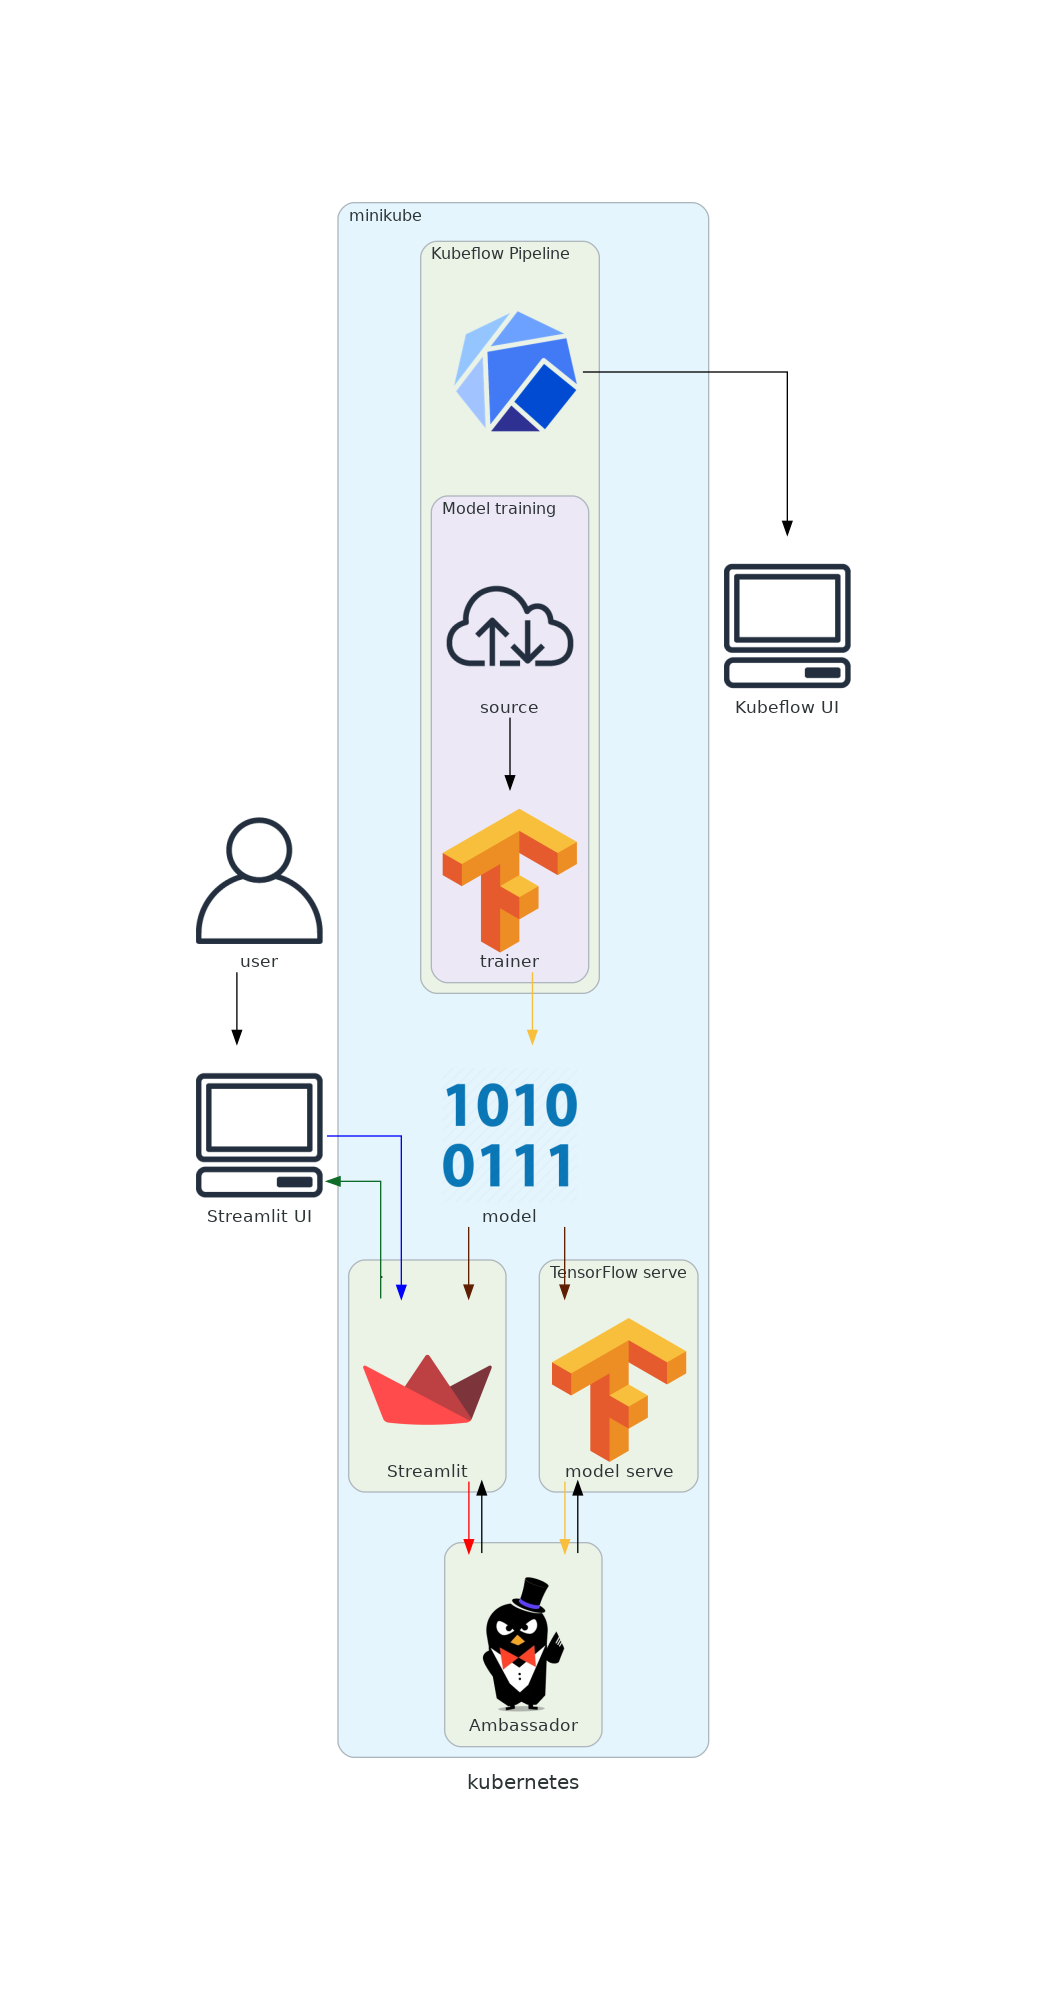 minikube
Kubeflow Pipeline
Model training
source
Kubeflow UI
trainer
user
1010
0111
model
Streamlit UI
TensorFlow serve
Streamlit
model serve
Ambassador
kubernetes